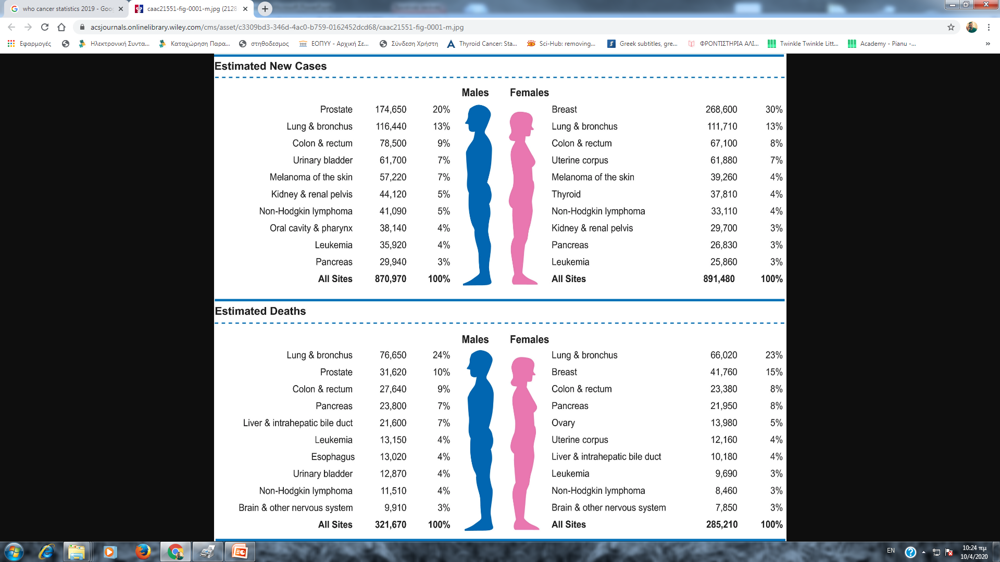 who cancer statistics 2019 - Goo
caac21551-fig-0001-m.jpg (2128
acsjournals.onlinelibrary.wiley.com/cms/asset/c3309bd3-346d-4ac0-b759-0162452dcd68/caac21551-fig-0001-m.jpg
Εφαρμογές Ηλεκτρονική Συντα... Καταχώρηση Παρα... στηθοδεσμος ΕΟΠΥΥ - Αρχική Σε... Σύνδεση Χρήστη Thyroid Cancer: Sta... Sci-Hub: removing... Greek subtitles, gre... ΦΡΟΝΤΙΣΤΗΡΙΑ ΑΛΙ... Twinkle Twinkle Litt... Academy - Pianu -... »
Estimated New Cases
Males Females
Prostate 174,650 20% Breast 268,600 30%
Lung & bronchus 116,440 13% Lung & bronchus 111,710 13%
Colon & rectum 78,500 9% Colon & rectum 67,100 8%
Urinary bladder 61,700 7% Uterine corpus 61,880 7%
Melanoma of the skin 57,220 7% Melanoma of the skin 39,260 4%
Kidney & renal pelvis 44,120 5% Thyroid 37,810 4%
Non-Hodgkin lymphoma 41,090 5% Non-Hodgkin lymphoma 33,110 4%
Oral cavity & pharynx 38,140 4% Kidney & renal pelvis 29,700 3%
Leukemia 35,920 4% Pancreas 26,830 3%
Pancreas 29,940 3% Leukemia 25,860 3%
All Sites 870,970 100% All Sites 891,480 100%
Estimated Deaths
Males Females
Lung & bronchus 76,650 24% Lung & bronchus 66,020 23%
Prostate 31,620 10% Breast 41,760 15%
Colon & rectum 27,640 9% Colon & rectum 23,380 8%
Pancreas 23,800 7% Pancreas 21,950 8%
Liver & intrahepatic bile duct 21,600 7% Ovary 13,980 5%
Leukemia 13,150 4% Uterine corpus 12,160 4%
Esophagus 13,020 4% Liver & intrahepatic bile duct 10,180 4%
Urinary bladder 12,870 4% Leukemia 9,690 3%
Non-Hodgkin lymphoma 11,510 4% Non-Hodgkin lymphoma 8,460 3%
Brain & other nervous system 9,910 3% Brain & other nervous system 7,850 3%
All Sites 321,670 100% All Sites 285,210 100%
EN
10:24 πμ
10/4/2020